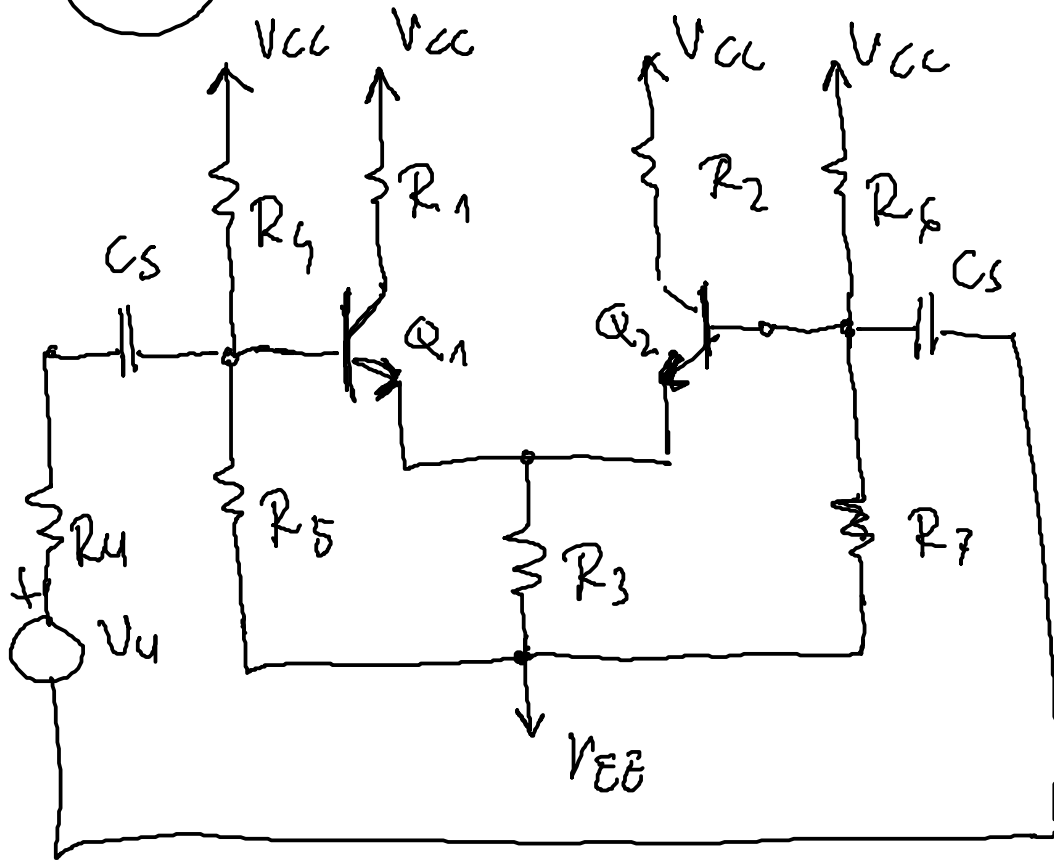 VCC VCC VCC VCC
R4 R1 R2 R6
CS CS
Q1 Q2
R5 R3 R7
Ru
+
Vu
VEE